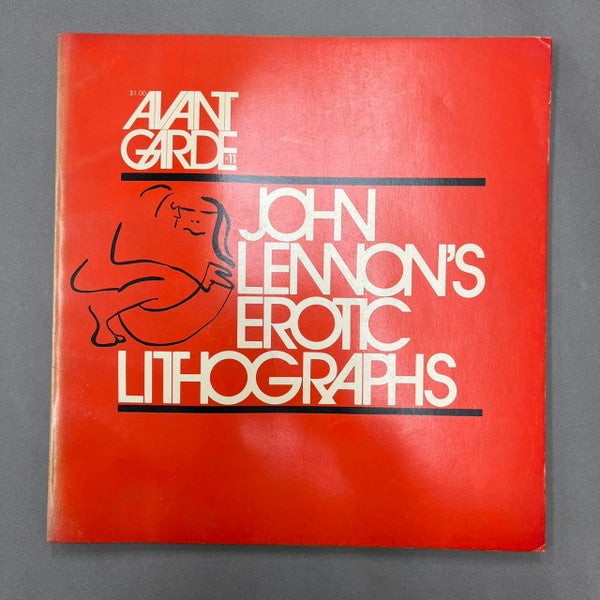 $1.00
AVANT
GARDE
#11
JOHN
LENNON'S
EROTIC
LITHOGRAPHS